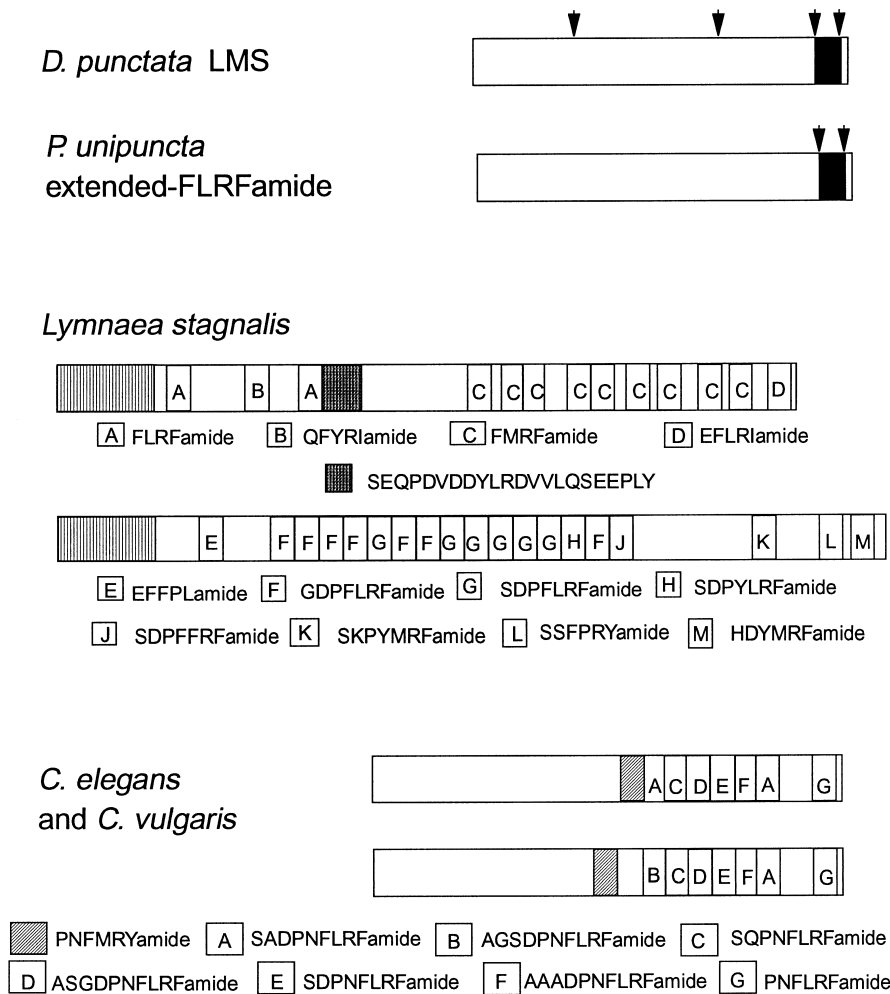 D. punctata LMS
P. unipuncta
extended-FLRFamide
Lymnaea stagnalis
A B A C C C C C C C C C D
A FLRFamide B QFYRIamide C FMRFamide D EFLRIamide
SEQPDVDDYLRDVVLQSEEPLY
E F F F F G F F G G G G G H F J K L M
E EFFPLamide F GDPFLRFamide G SDPFLRFamide H SDPYLRFamide
J SDPFFRFamide K SKPYMRFamide L SSFPRYamide M HDYMRFamide
C. elegans
and C. vulgaris
A C D E F A G
B C D E F A G
PNFMRYamide A SADPNFLRFamide B AGSDPNFLRFamide C SQPNFLRFamide
D ASGDPNFLRFamide E SDPNFLRFamide F AAADPNFLRFamide G PNFLRFamide